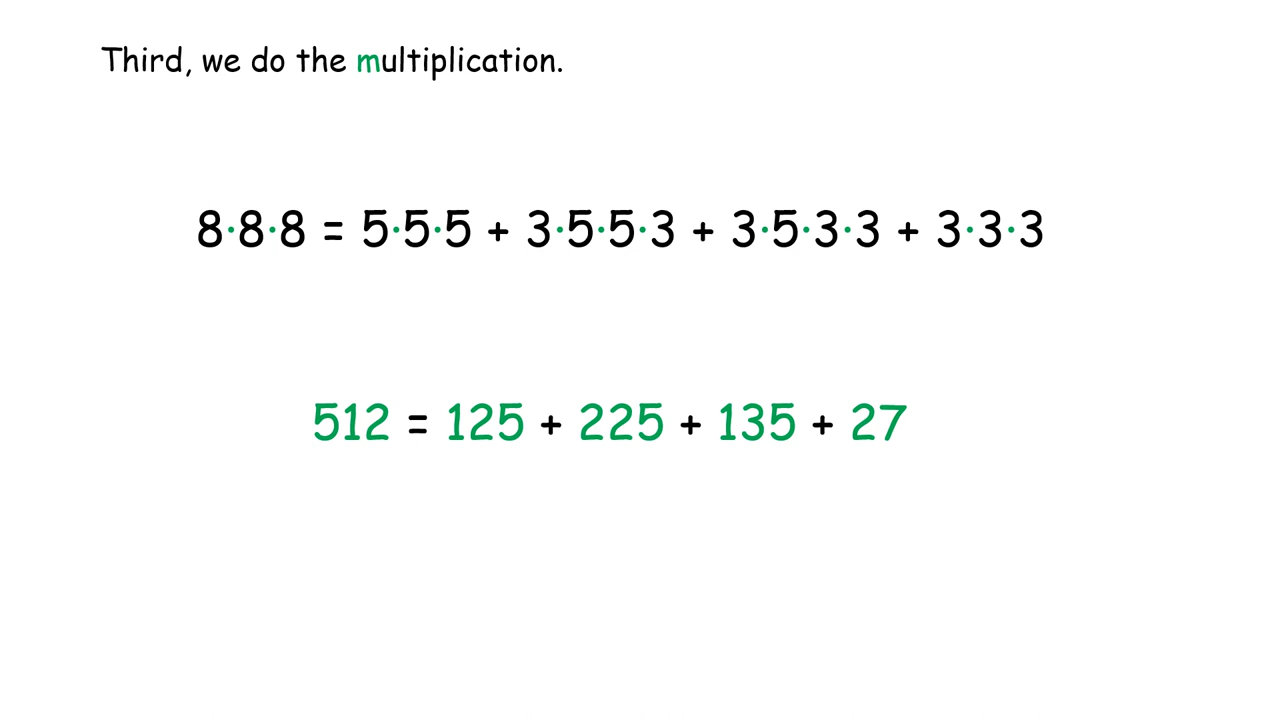 Third, we do the multiplication.
8·8·8 = 5·5·5 + 3·5·5·3 + 3·5·3·3 + 3·3·3
512 = 125 + 225 + 135 + 27